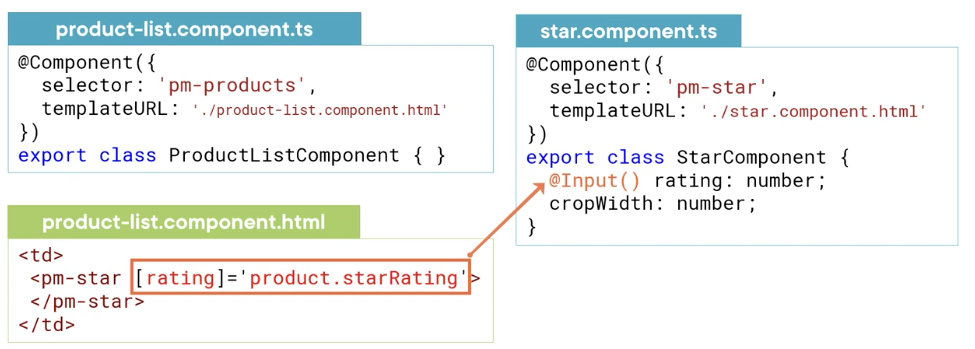 product-list.component.ts
@Component({
  selector: 'pm-products',
  templateURL: './product-list.component.html'
})
export class ProductListComponent { }
product-list.component.html
<td>
 <pm-star [rating]='product.starRating'>
 </pm-star>
</td>
star.component.ts
@Component({
  selector: 'pm-star',
  templateURL: './star.component.html'
})
export class StarComponent {
  @Input() rating: number;
  cropWidth: number;
}